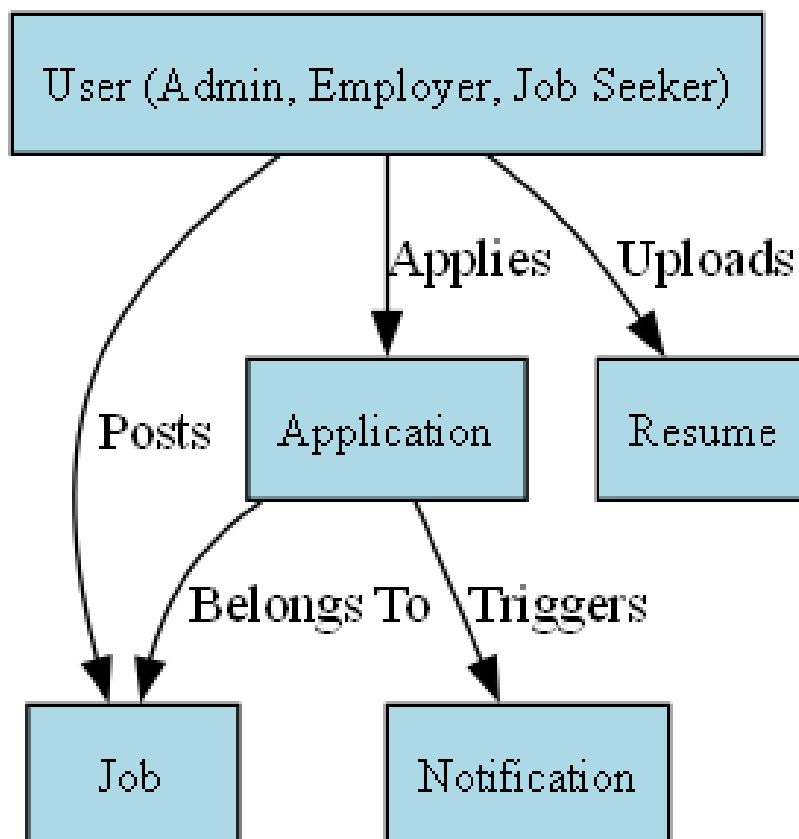 User (Admin, Employer, Job Seeker)
Applies
Uploads
Posts
Application
Resume
Belongs To
Triggers
Job
Notification